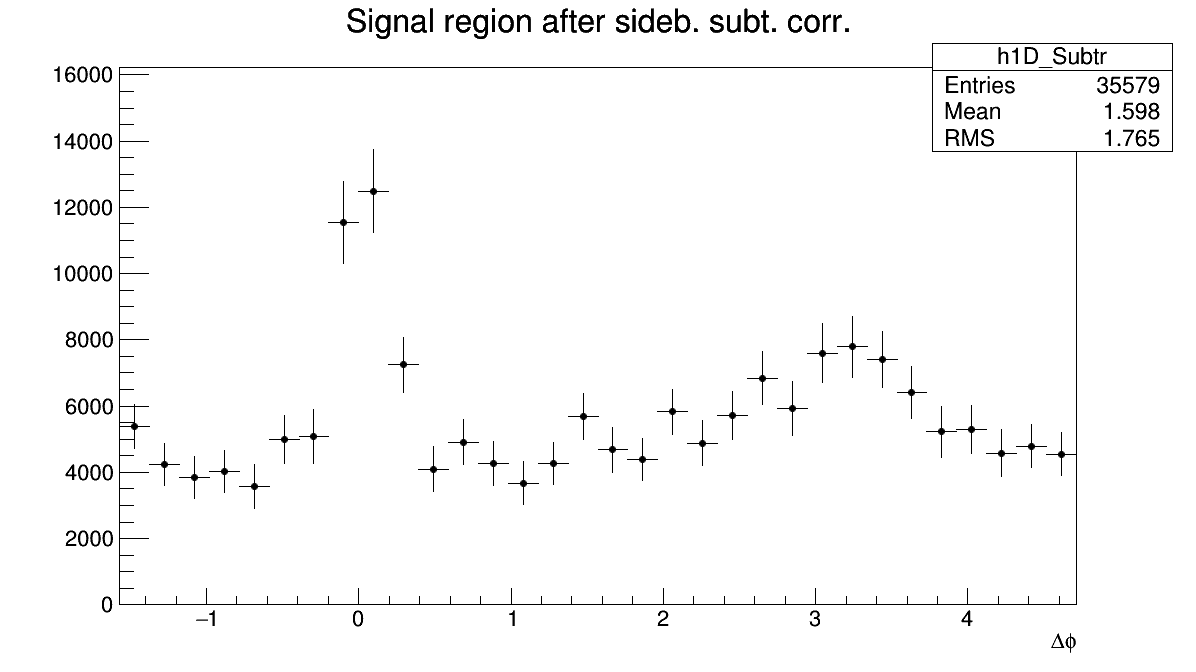 Signal region after sideb. subt. corr.
h1D_Subtr
Entries 35579
Mean 1.598
RMS 1.765
16000
14000
12000
10000
8000
6000
4000
2000
0
−1 0 1 2 3 4
Δϕ